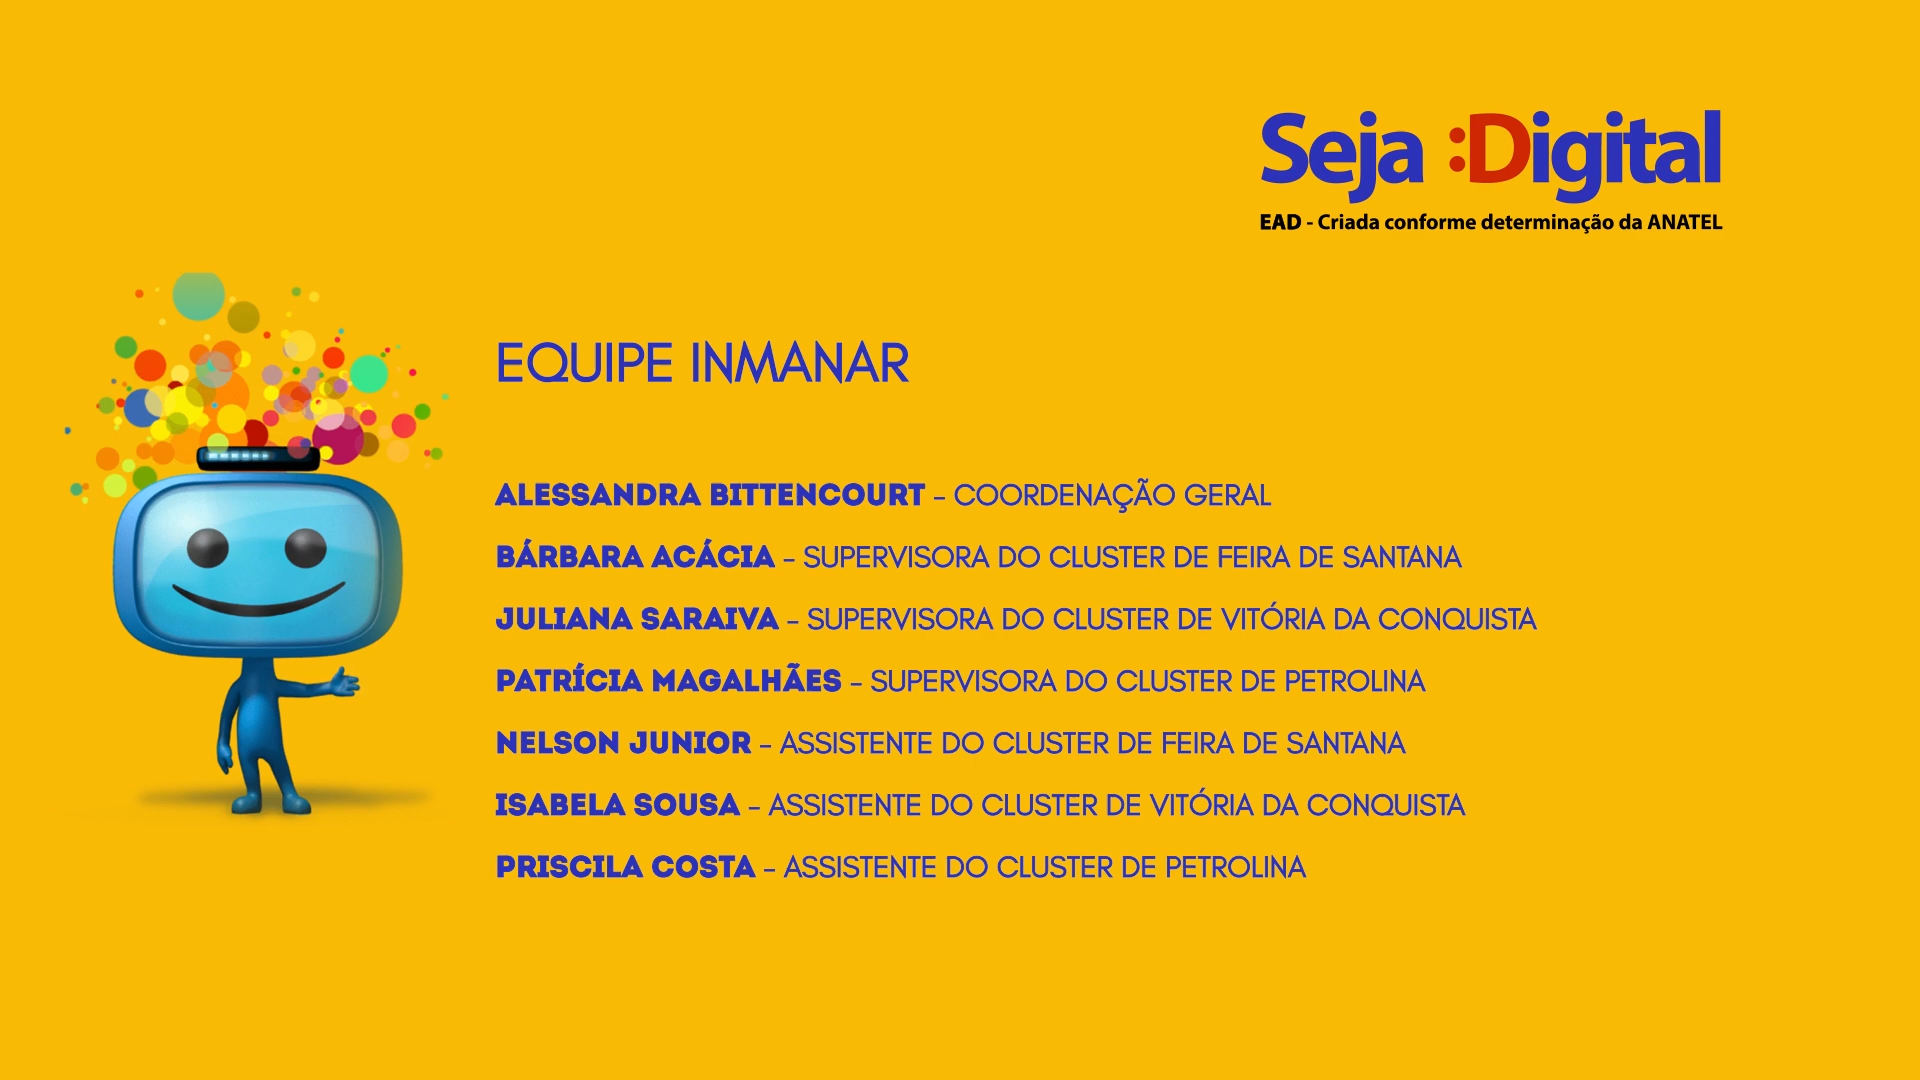 Seja :Digital
EAD - Criada conforme determinação da ANATEL
EQUIPE INMANAR
ALESSANDRA BITTENCOURT – COORDENAÇÃO GERAL
BÁRBARA ACÁCIA – SUPERVISORA DO CLUSTER DE FEIRA DE SANTANA
JULIANA SARAIVA – SUPERVISORA DO CLUSTER DE VITÓRIA DA CONQUISTA
PATRÍCIA MAGALHÃES – SUPERVISORA DO CLUSTER DE PETROLINA
NELSON JUNIOR – ASSISTENTE DO CLUSTER DE FEIRA DE SANTANA
ISABELA SOUSA – ASSISTENTE DO CLUSTER DE VITÓRIA DA CONQUISTA
PRISCILA COSTA – ASSISTENTE DO CLUSTER DE PETROLINA